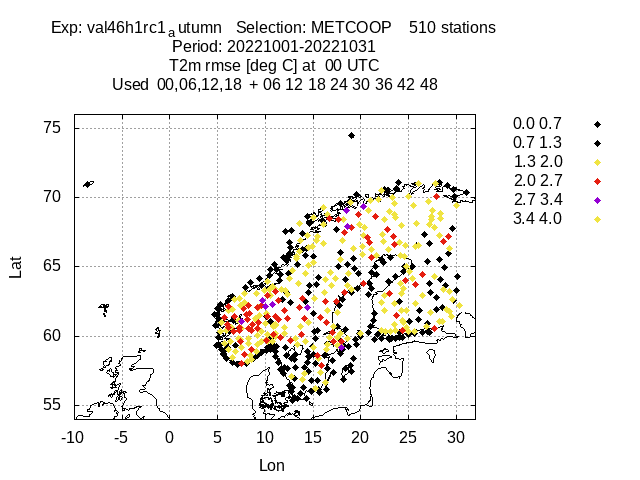 Exp: val46h1rc1autumn Selection: METCOOP 510 stations
Period: 20221001-20221031
T2m rmse [deg C] at 00 UTC
Used 00,06,12,18 + 06 12 18 24 30 36 42 48
0.0 0.7
0.7 1.3
1.3 2.0
2.0 2.7
2.7 3.4
3.4 4.0
75
70
65
60
55
Lat
-10 -5 0 5 10 15 20 25 30
Lon